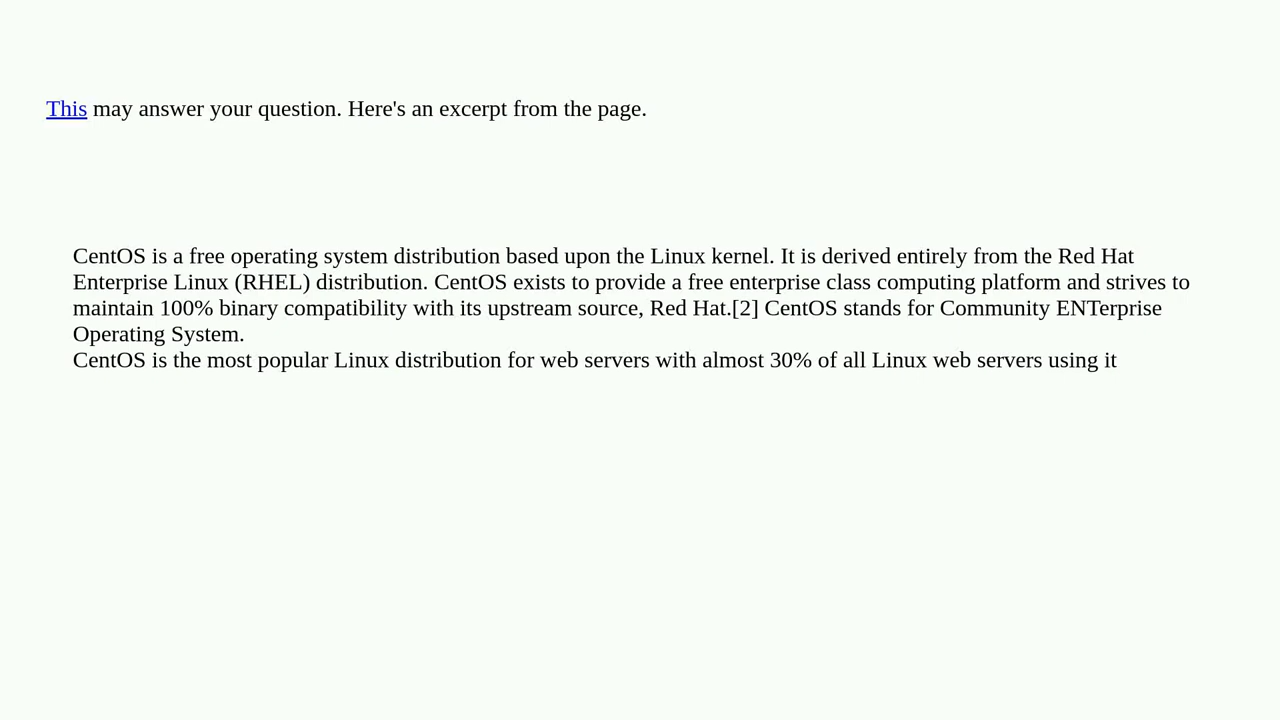 This may answer your question. Here's an excerpt from the page.
CentOS is a free operating system distribution based upon the Linux kernel. It is derived entirely from the Red Hat
Enterprise Linux (RHEL) distribution. CentOS exists to provide a free enterprise class computing platform and strives to
maintain 100% binary compatibility with its upstream source, Red Hat.[2] CentOS stands for Community ENTerprise
Operating System.
CentOS is the most popular Linux distribution for web servers with almost 30% of all Linux web servers using it